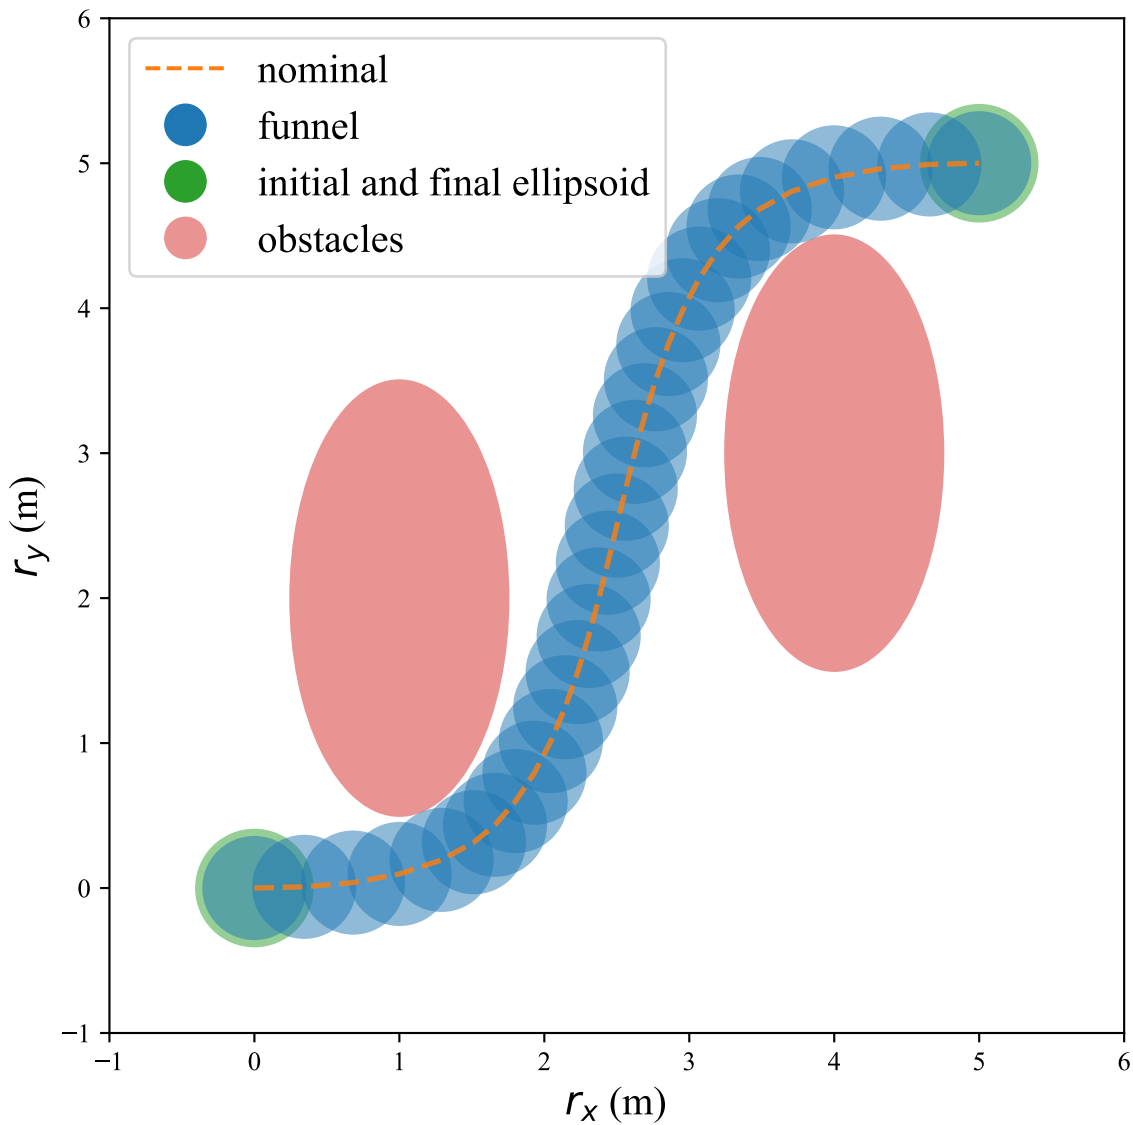 6
nominal
funnel
initial and final ellipsoid
obstacles
5
4
3
2
1
0
−1
r_y (m)
−1 0 1 2 3 4 5 6
r_x (m)